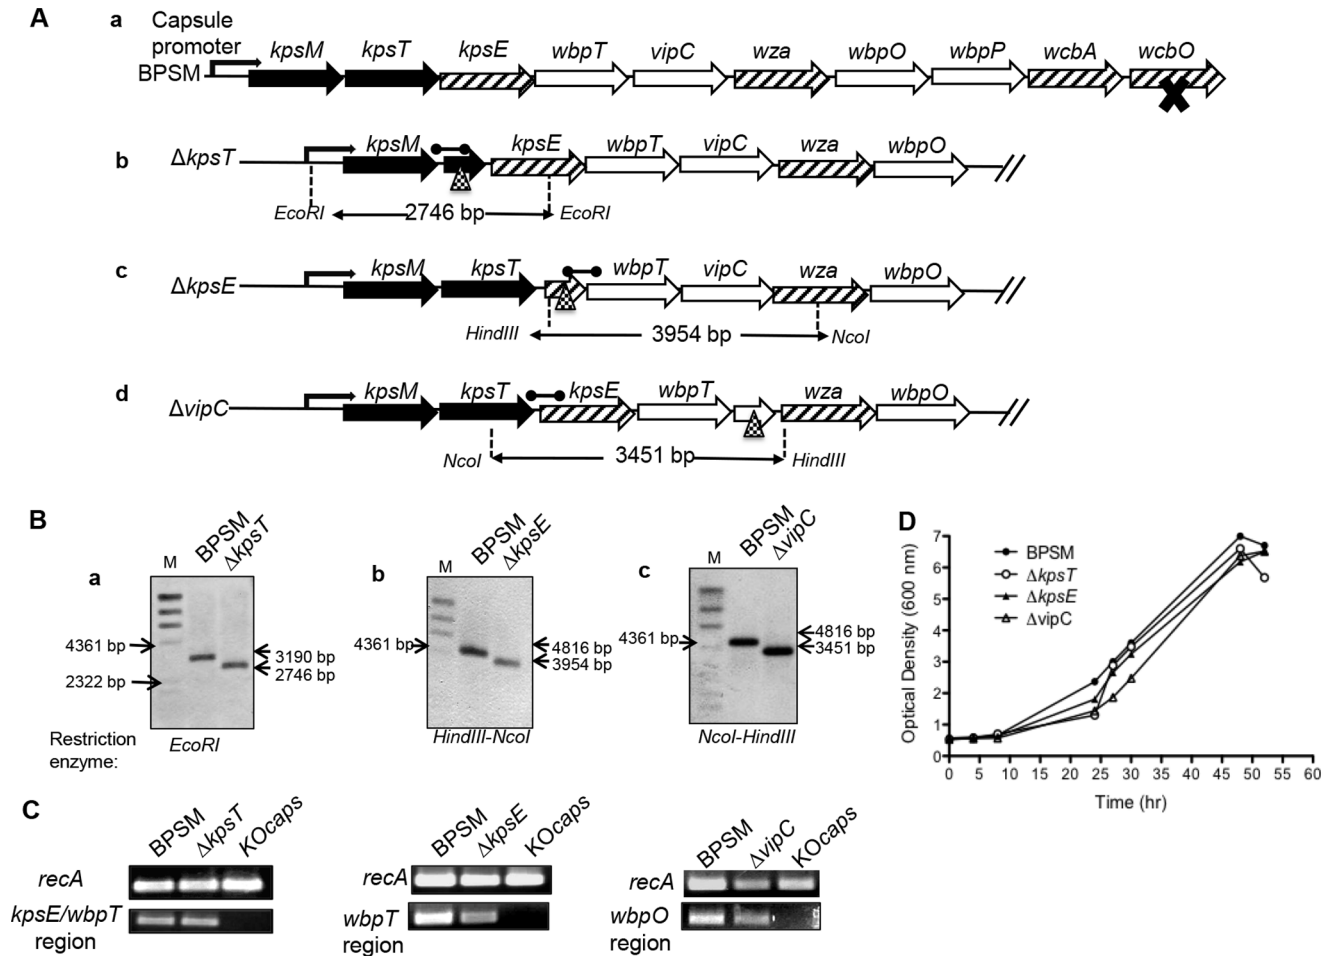 A
a
Capsule
promoter
BPSM
kpsM kpsT kpsE wbpT vipC wza wbpO wbpP wcbA wcbO
b
ΔkpsT
kpsM kpsE wbpT vipC wza wbpO
EcoRI 2746 bp EcoRI
c
ΔkpsE
kpsM kpsT wbpT vipC wza wbpO
HindIII 3954 bp NcoI
d
ΔvipC
kpsM kpsT kpsE wbpT wza wbpO
NcoI 3451 bp HindIII
B
a
M BPSM ΔkpsT
4361 bp
2322 bp
3190 bp
2746 bp
Restriction
enzyme:
EcoRI
b
M BPSM ΔkpsE
4361 bp
4816 bp
3954 bp
HindIII-NcoI
c
M BPSM ΔvipC
4361 bp
4816 bp
3451 bp
NcoI-HindIII
D
Optical Density (600 nm)
7
6
5
4
3
2
1
0
BPSM
ΔkpsT
ΔkpsE
ΔvipC
0 5 10 15 20 25 30 35 40 45 50 55 60
Time (hr)
C
BPSM ΔkpsT KOcaps
recA
kpsE/wbpT
region
BPSM ΔkpsE KOcaps
recA
wbpT
region
BPSM ΔvipC KOcaps
recA
wbpO
region